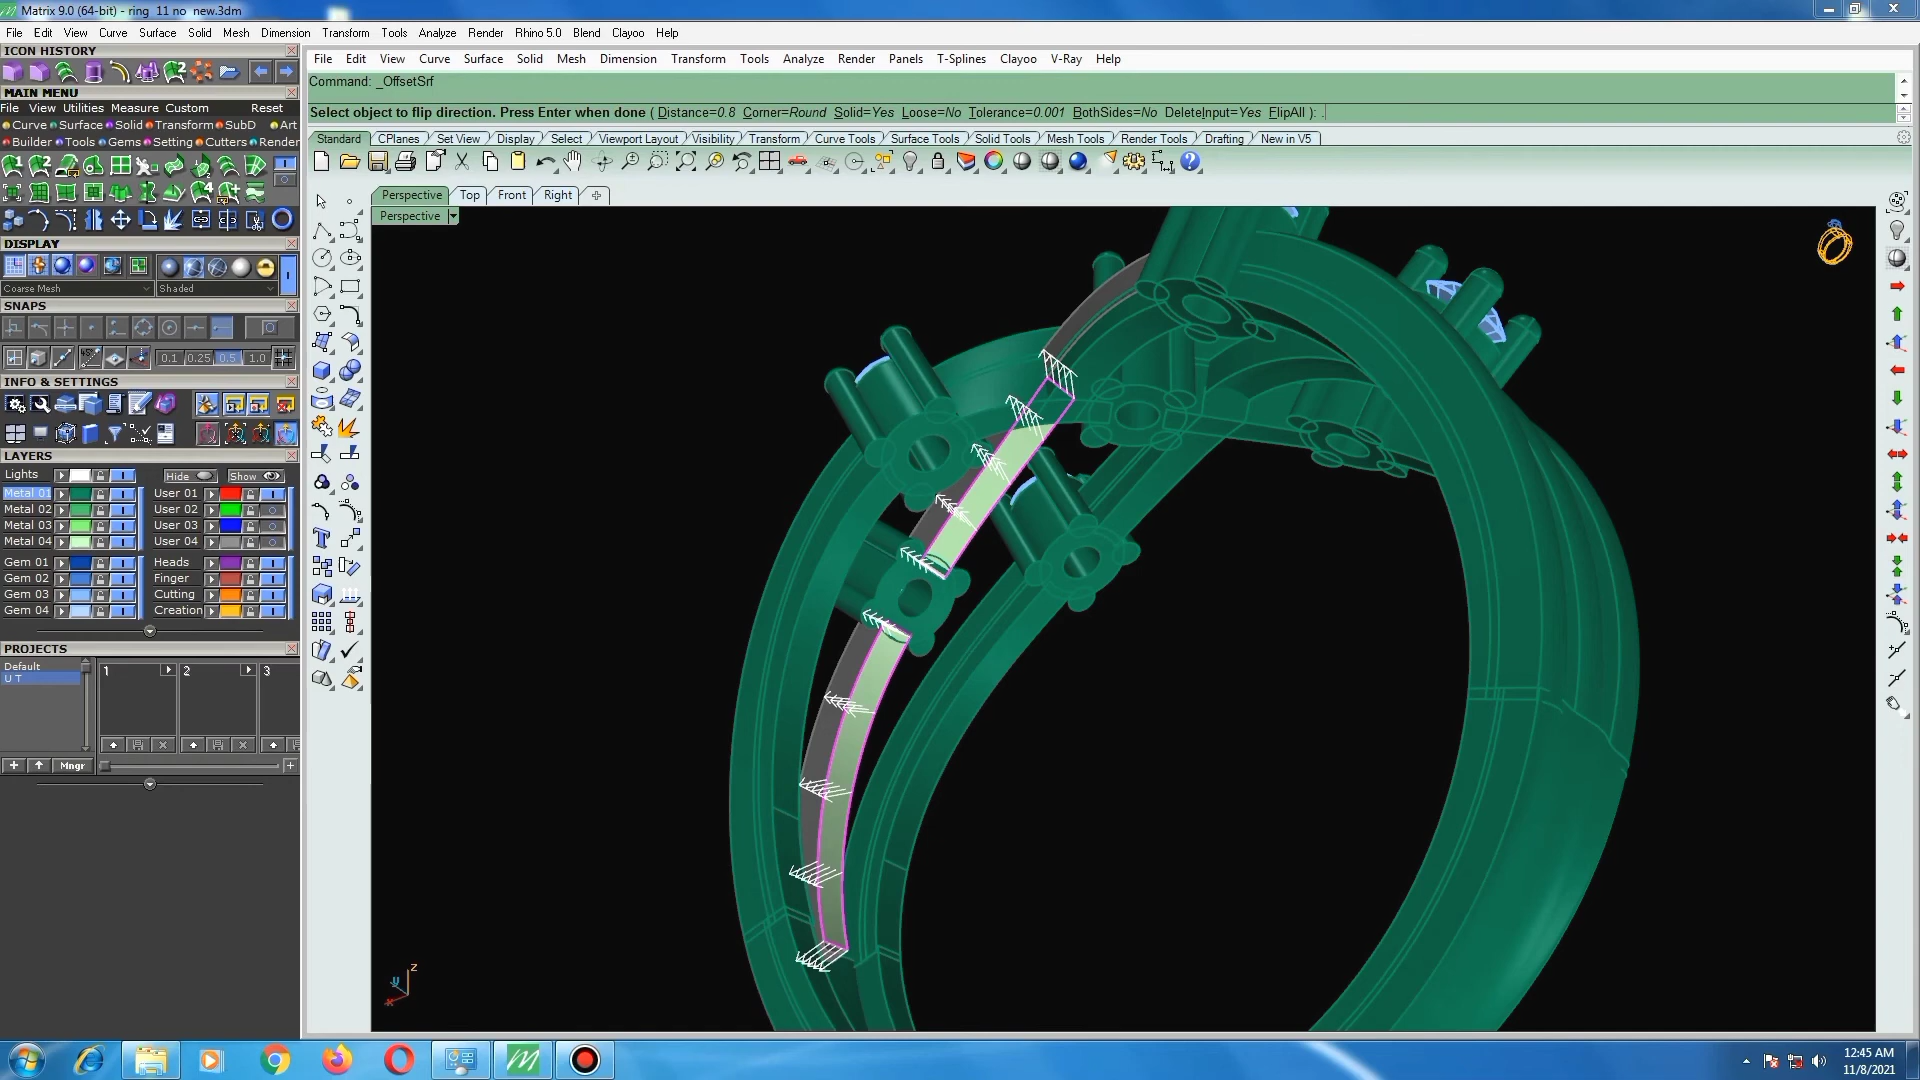 Matrix 9.0 (64-bit) - ring  11 no  new.3dm
File Edit View Curve Surface Solid Mesh Dimension Transform Tools Analyze Render Rhino 5.0 Blend Clayoo Help
ICON HISTORY
MAIN MENU
File View Utilities Measure Custom Reset
Curve Surface Solid Transform SubD Art
Builder Tools Gems Setting Cutters Render
DISPLAY
Coarse Mesh Shaded
SNAPS
0.1 0.25 0.5 1.0
INFO & SETTINGS
LAYERS
Lights Hide Show
Metal 01 User 01
Metal 02 User 02
Metal 03 User 03
Metal 04 User 04
Gem 01 Heads
Gem 02 Finger
Gem 03 Cutting
Gem 04 Creation
PROJECTS
Default
U T
1 2 3
Mngr
File Edit View Curve Surface Solid Mesh Dimension Transform Tools Analyze Render Panels T-Splines Clayoo V-Ray Help
Command: _OffsetSrf
Select object to flip direction. Press Enter when done ( Distance=0.8 Corner=Round Solid=Yes Loose=No Tolerance=0.001 BothSides=No DeleteInput=Yes FlipAll ): .
Standard CPlanes Set View Display Select Viewport Layout Visibility Transform Curve Tools Surface Tools Solid Tools Mesh Tools Render Tools Drafting New in V5
Perspective Top Front Right
Perspective
z
y
x
12:45 AM
11/8/2021